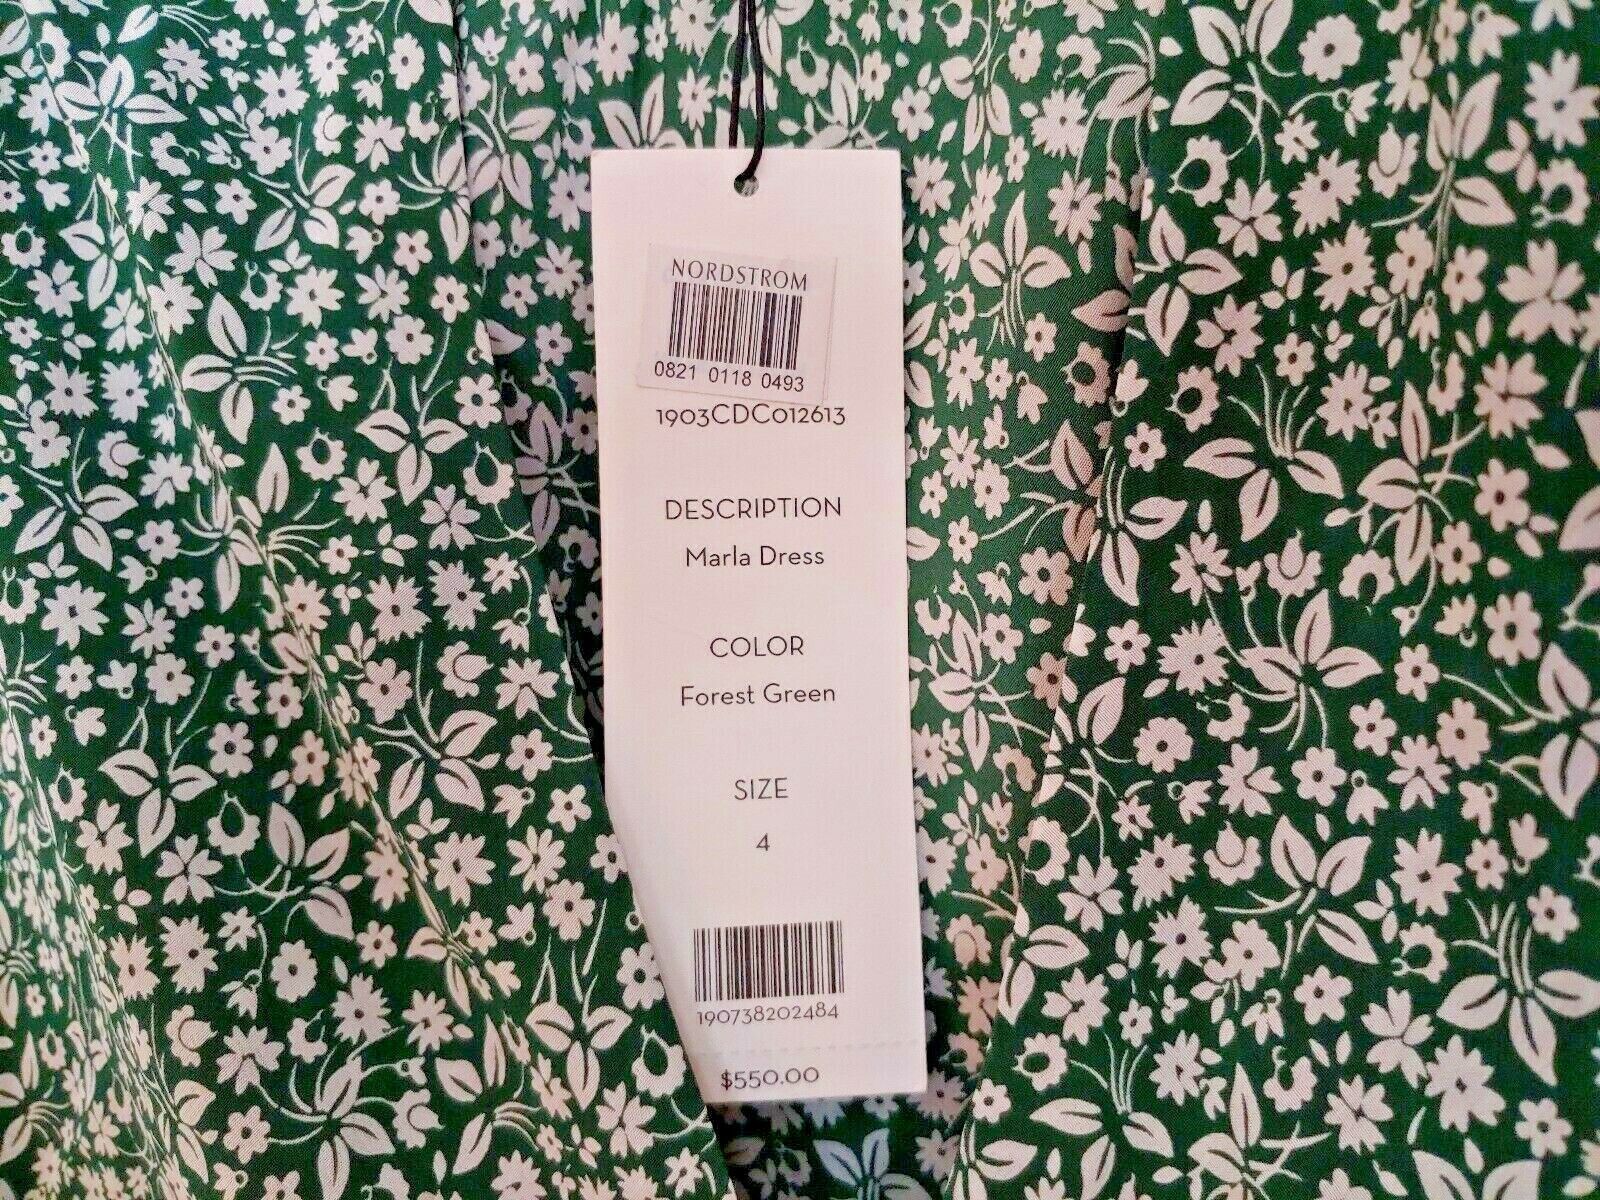 NORDSTROM
0821 0118 0493
1903CDC012613
DESCRIPTION
Marla Dress
COLOR
Forest Green
SIZE
4
190738202484
$550.00